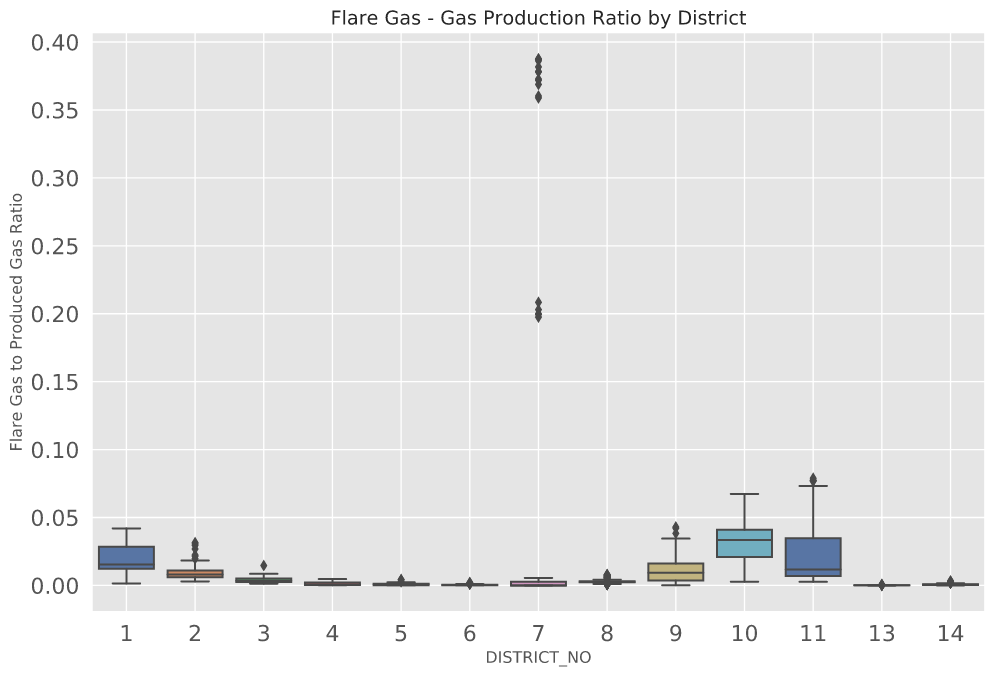 Flare Gas - Gas Production Ratio by District
Flare Gas to Produced Gas Ratio
0.40
0.35
0.30
0.25
0.20
0.15
0.10
0.05
0.00
1 2 3 4 5 6 7 8 9 10 11 13 14
DISTRICT_NO